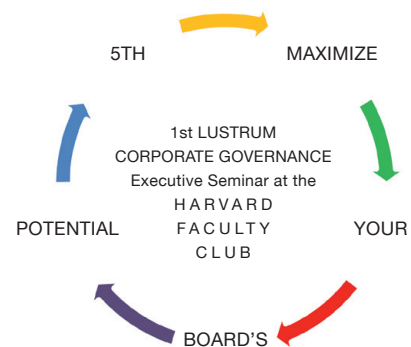 5TH
MAXIMIZE
YOUR
BOARD'S
POTENTIAL
1st LUSTRUM
CORPORATE GOVERNANCE
Executive Seminar at the
HARVARD
FACULTY
CLUB